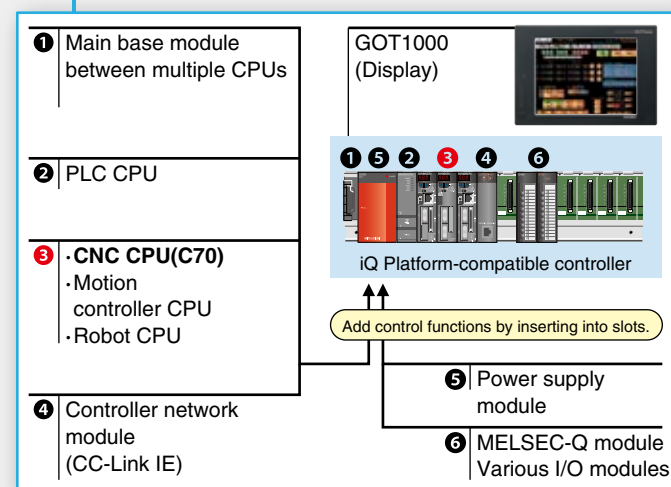 ❶ Main base module
between multiple CPUs
❷ PLC CPU
❸ ·CNC CPU(C70)
·Motion
controller CPU
·Robot CPU
❹ Controller network
module
(CC-Link IE)
GOT1000
(Display)
❶ ❺ ❷ ❸ ❹ ❻
iQ Platform-compatible controller
Add control functions by inserting into slots.
❺ Power supply
module
❻ MELSEC-Q module
Various I/O modules